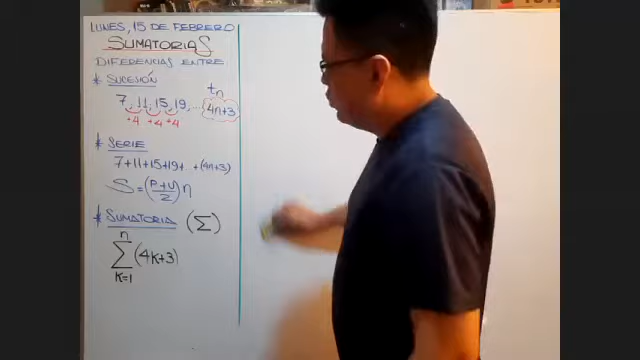 LUNES, 15 DE FEBRERO
SUMATORIAS
DIFERENCIAS ENTRE
* SUCESIÓN
tn
7, 11, 15, 19, .... 4n+3
+4 +4 +4
* SERIE
7+11+15+19+ +(4n+3)
S=(P+U/2)n
* SUMATORIA (Σ)
n
Σ(4K+3)
K=1